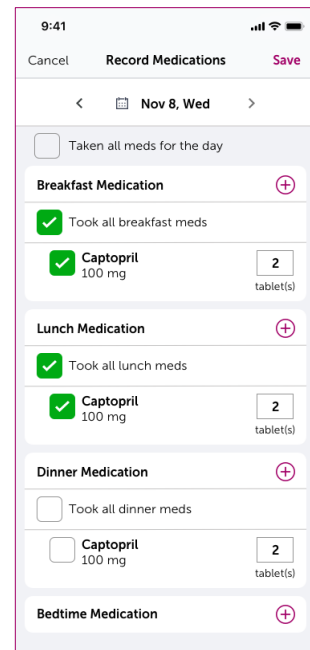 9:41
Cancel Record Medications Save
Nov 8, Wed
Taken all meds for the day
Breakfast Medication
Took all breakfast meds
Captopril 2
100 mg
tablet(s)
Lunch Medication
Took all lunch meds
Captopril 2
100 mg
tablet(s)
Dinner Medication
Took all dinner meds
Captopril 2
100 mg
tablet(s)
Bedtime Medication